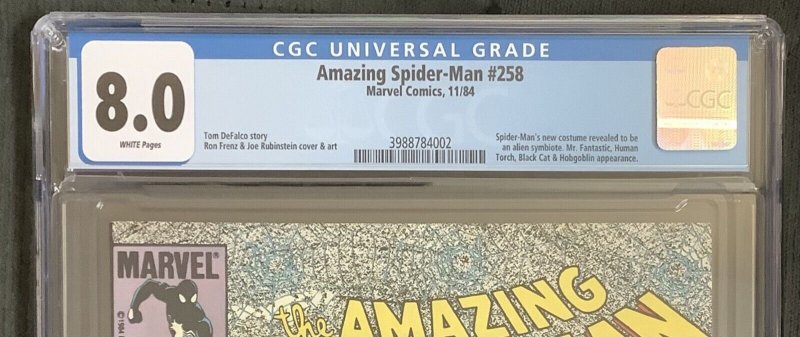 CGC UNIVERSAL GRADE
8.0
WHITE Pages
Amazing Spider-Man #258
Marvel Comics, 11/84
Tom DeFalco story
Ron Frenz & Joe Rubinstein cover & art
3988784002
Spider-Man's new costume revealed to be
an alien symbiote. Mr. Fantastic, Human
Torch, Black Cat & Hobgoblin appearance.
CGC
CGC
MARVEL
© 1984
the AMAZING